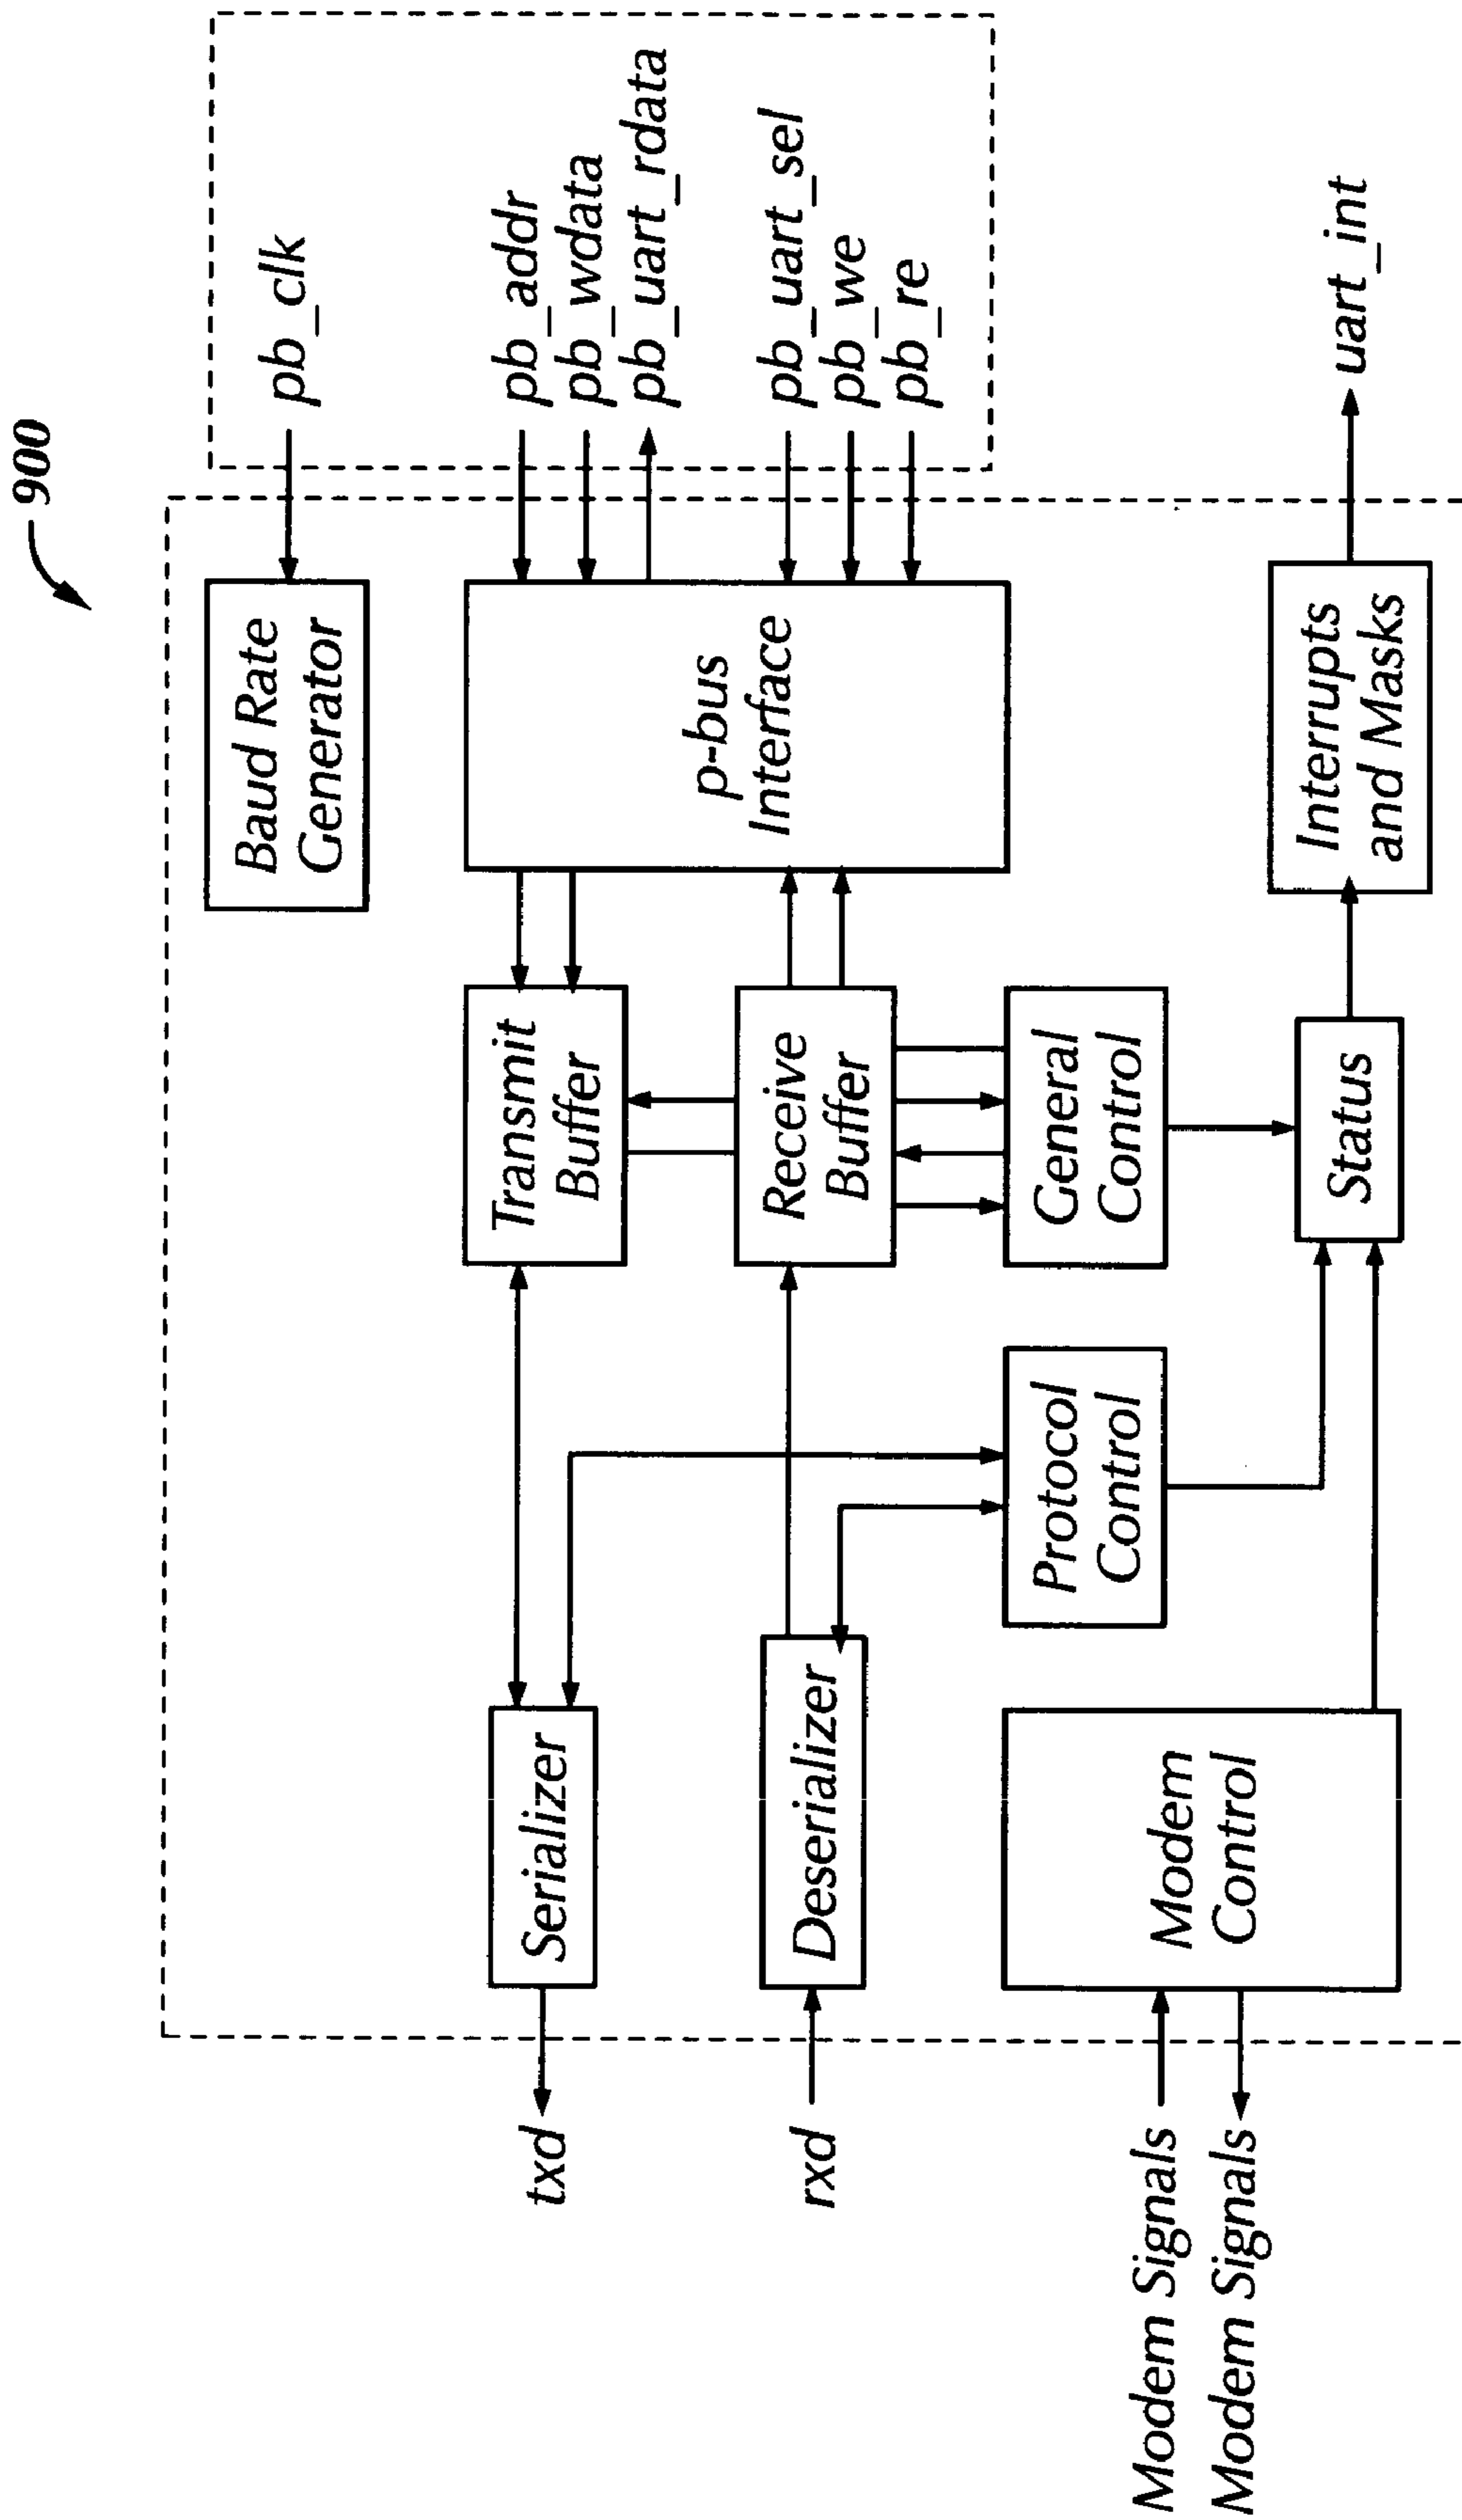 900
Baud Rate
Generator
pb_clk
Serializer
txd
Transmit
Buffer
p-bus
Interface
pb_addr
pb_wdata
pb_uart_rdata
pb_uart_sel
pb_we
pb_re
Deserializer
rxd
Receive
Buffer
Modem
Control
Modem Signals
Modem Signals
Protocol
Control
General
Control
Status
Interrupts
and Masks
uart_int